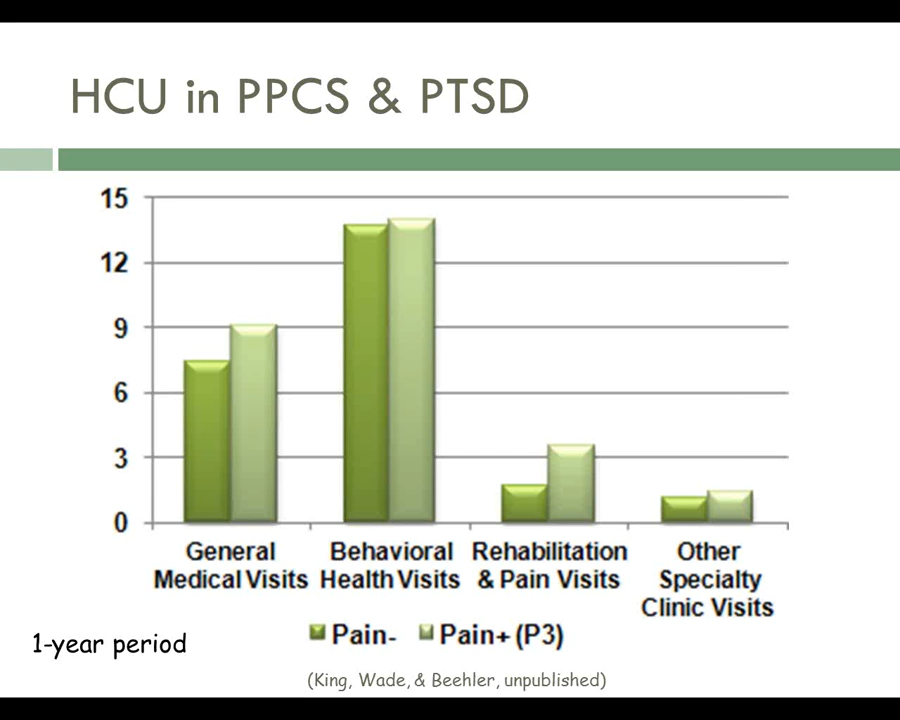 HCU in PPCS & PTSD
15
12
9
6
3
0
General Medical Visits
Behavioral Health Visits
Rehabilitation & Pain Visits
Other Specialty Clinic Visits
Pain-
Pain+ (P3)
1-year period
(King, Wade, & Beehler, unpublished)